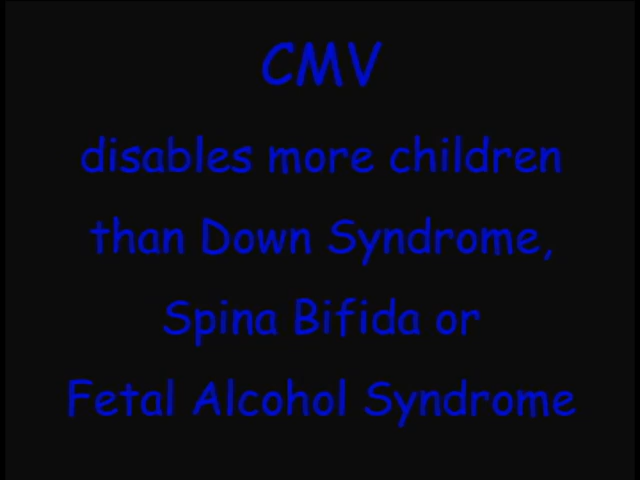 CMV
disables more children
than Down Syndrome,
Spina Bifida or
Fetal Alcohol Syndrome